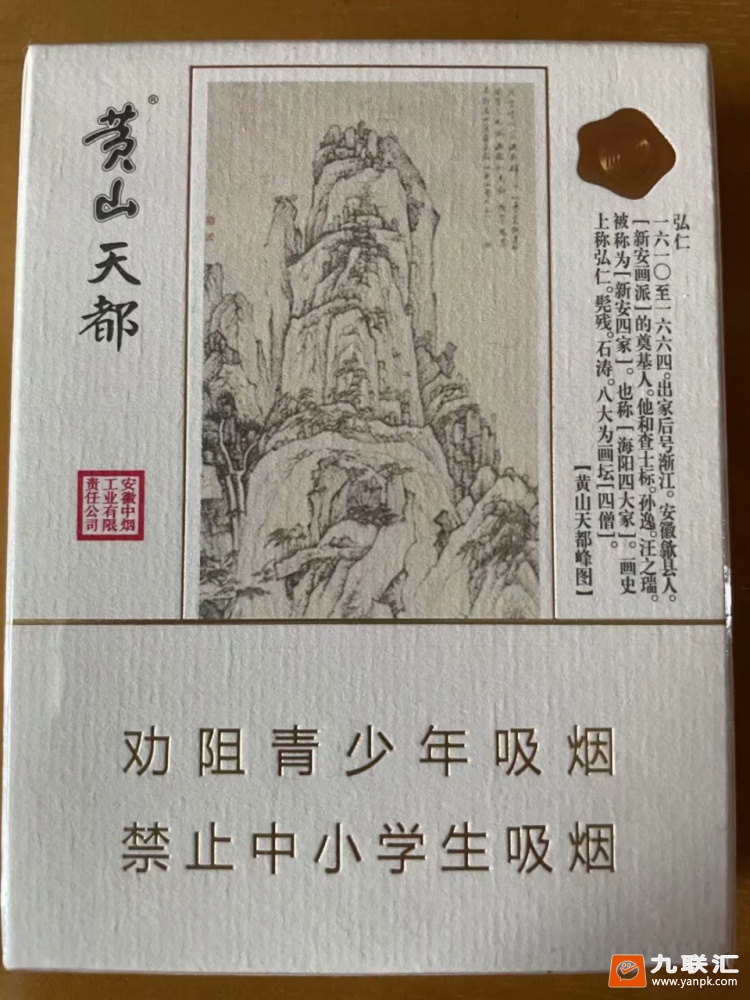 黄山天都®
安徽中烟
工业有限
责任公司
弘仁
一六一〇至一六六四。出家后号渐江。安徽歙县人。
[新安画派]的奠基人。他和查士标。孙逸。汪之瑞。
被称为[新安四家]。也称[海阳四大家]。画史
上称弘仁。髡残。石涛。八大为画坛[四僧]。
【黄山天都峰图】
劝阻青少年吸烟
禁止中小学生吸烟
九联汇
www.yanpk.com